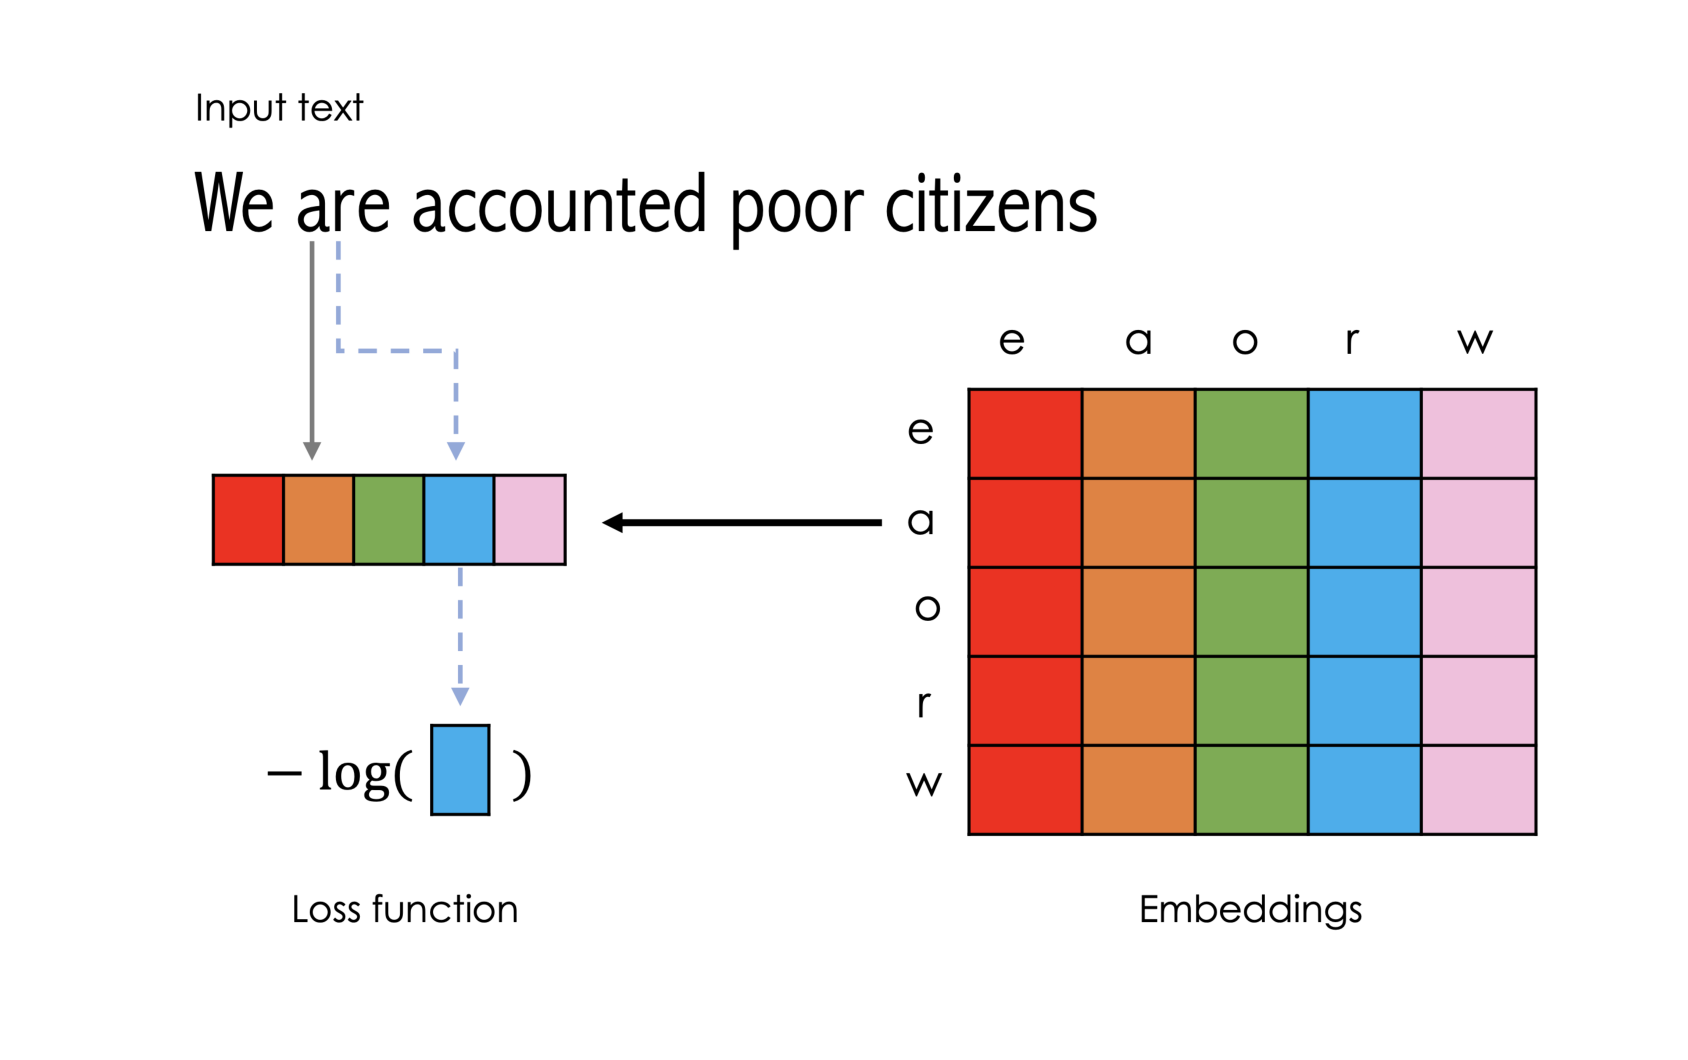 Input text
We are accounted poor citizens
e a o r w
e
a
o
r
w
− log( )
Loss function
Embeddings